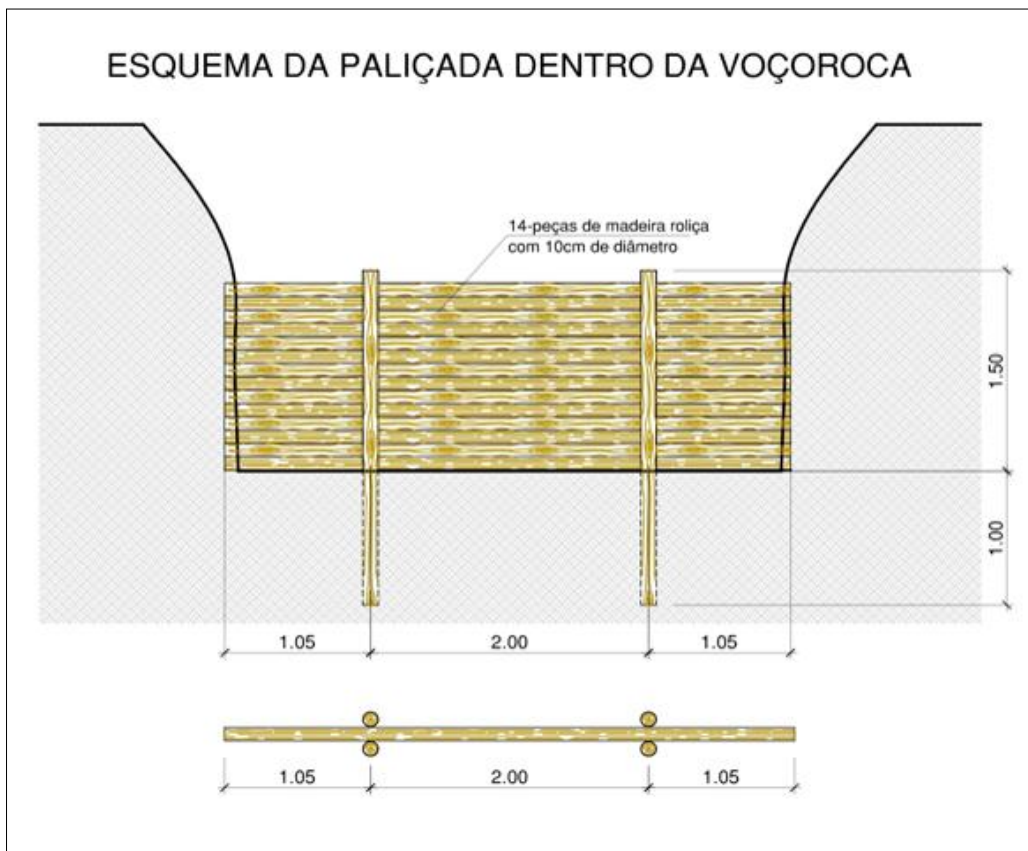 ESQUEMA DA PALIÇADA DENTRO DA VOÇOROCA
14-peças de madeira roliça
com 10cm de diâmetro
1.50
1.00
1.05
2.00
1.05
1.05
2.00
1.05